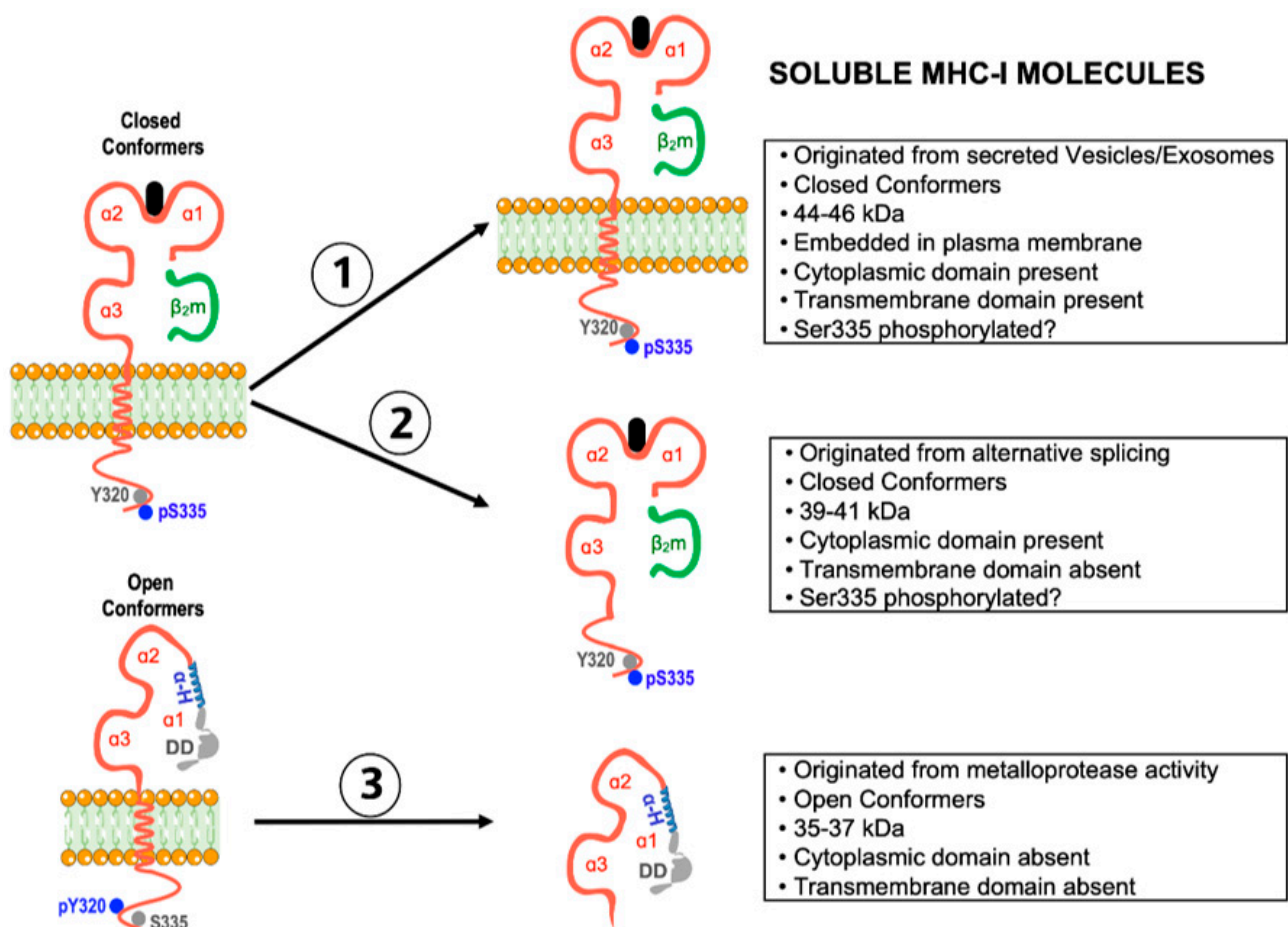 SOLUBLE MHC-I MOLECULES
Closed
Conformers
α2
α1
α3
β2m
Y320
pS335
1
α2
α1
α3
β2m
Y320
pS335
• Originated from secreted Vesicles/Exosomes
• Closed Conformers
• 44-46 kDa
• Embedded in plasma membrane
• Cytoplasmic domain present
• Transmembrane domain present
• Ser335 phosphorylated?
2
α2
α1
α3
β2m
Y320
pS335
• Originated from alternative splicing
• Closed Conformers
• 39-41 kDa
• Cytoplasmic domain present
• Transmembrane domain absent
• Ser335 phosphorylated?
Open
Conformers
α2
α-H
α1
α3
DD
pY320
S335
3
α2
α-H
α1
α3
DD
• Originated from metalloprotease activity
• Open Conformers
• 35-37 kDa
• Cytoplasmic domain absent
• Transmembrane domain absent